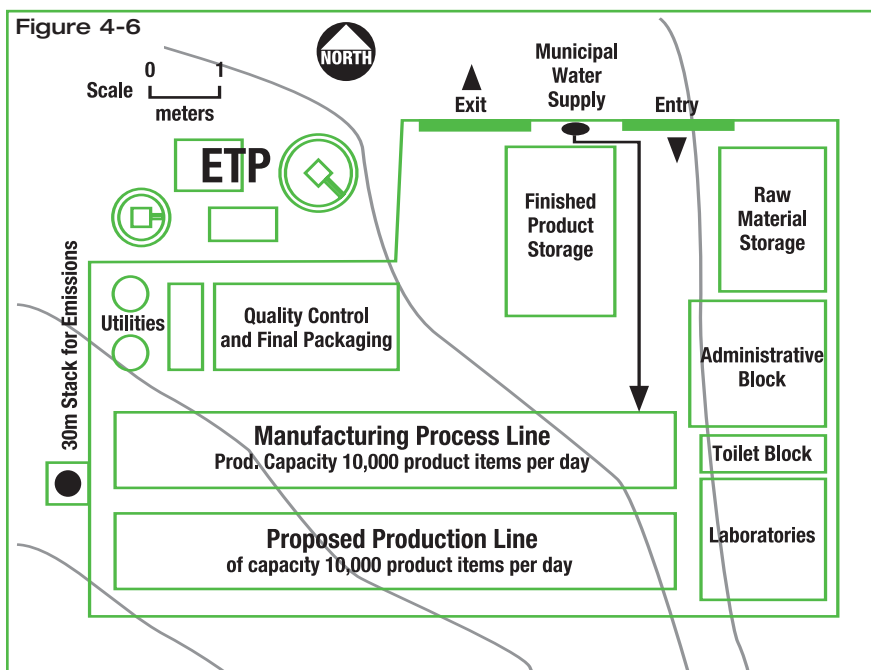 Figure 4-6
NORTH
0 1
Scale
meters
Exit
Municipal
Water
Supply
Entry
ETP
Finished
Product
Storage
Raw
Material
Storage
30m Stack for Emissions
Utilities
Quality Control
and Final Packaging
Administrative
Block
Manufacturing Process Line
Prod. Capacity 10,000 product items per day
Toilet Block
Proposed Production Line
of capacity 10,000 product items per day
Laboratories